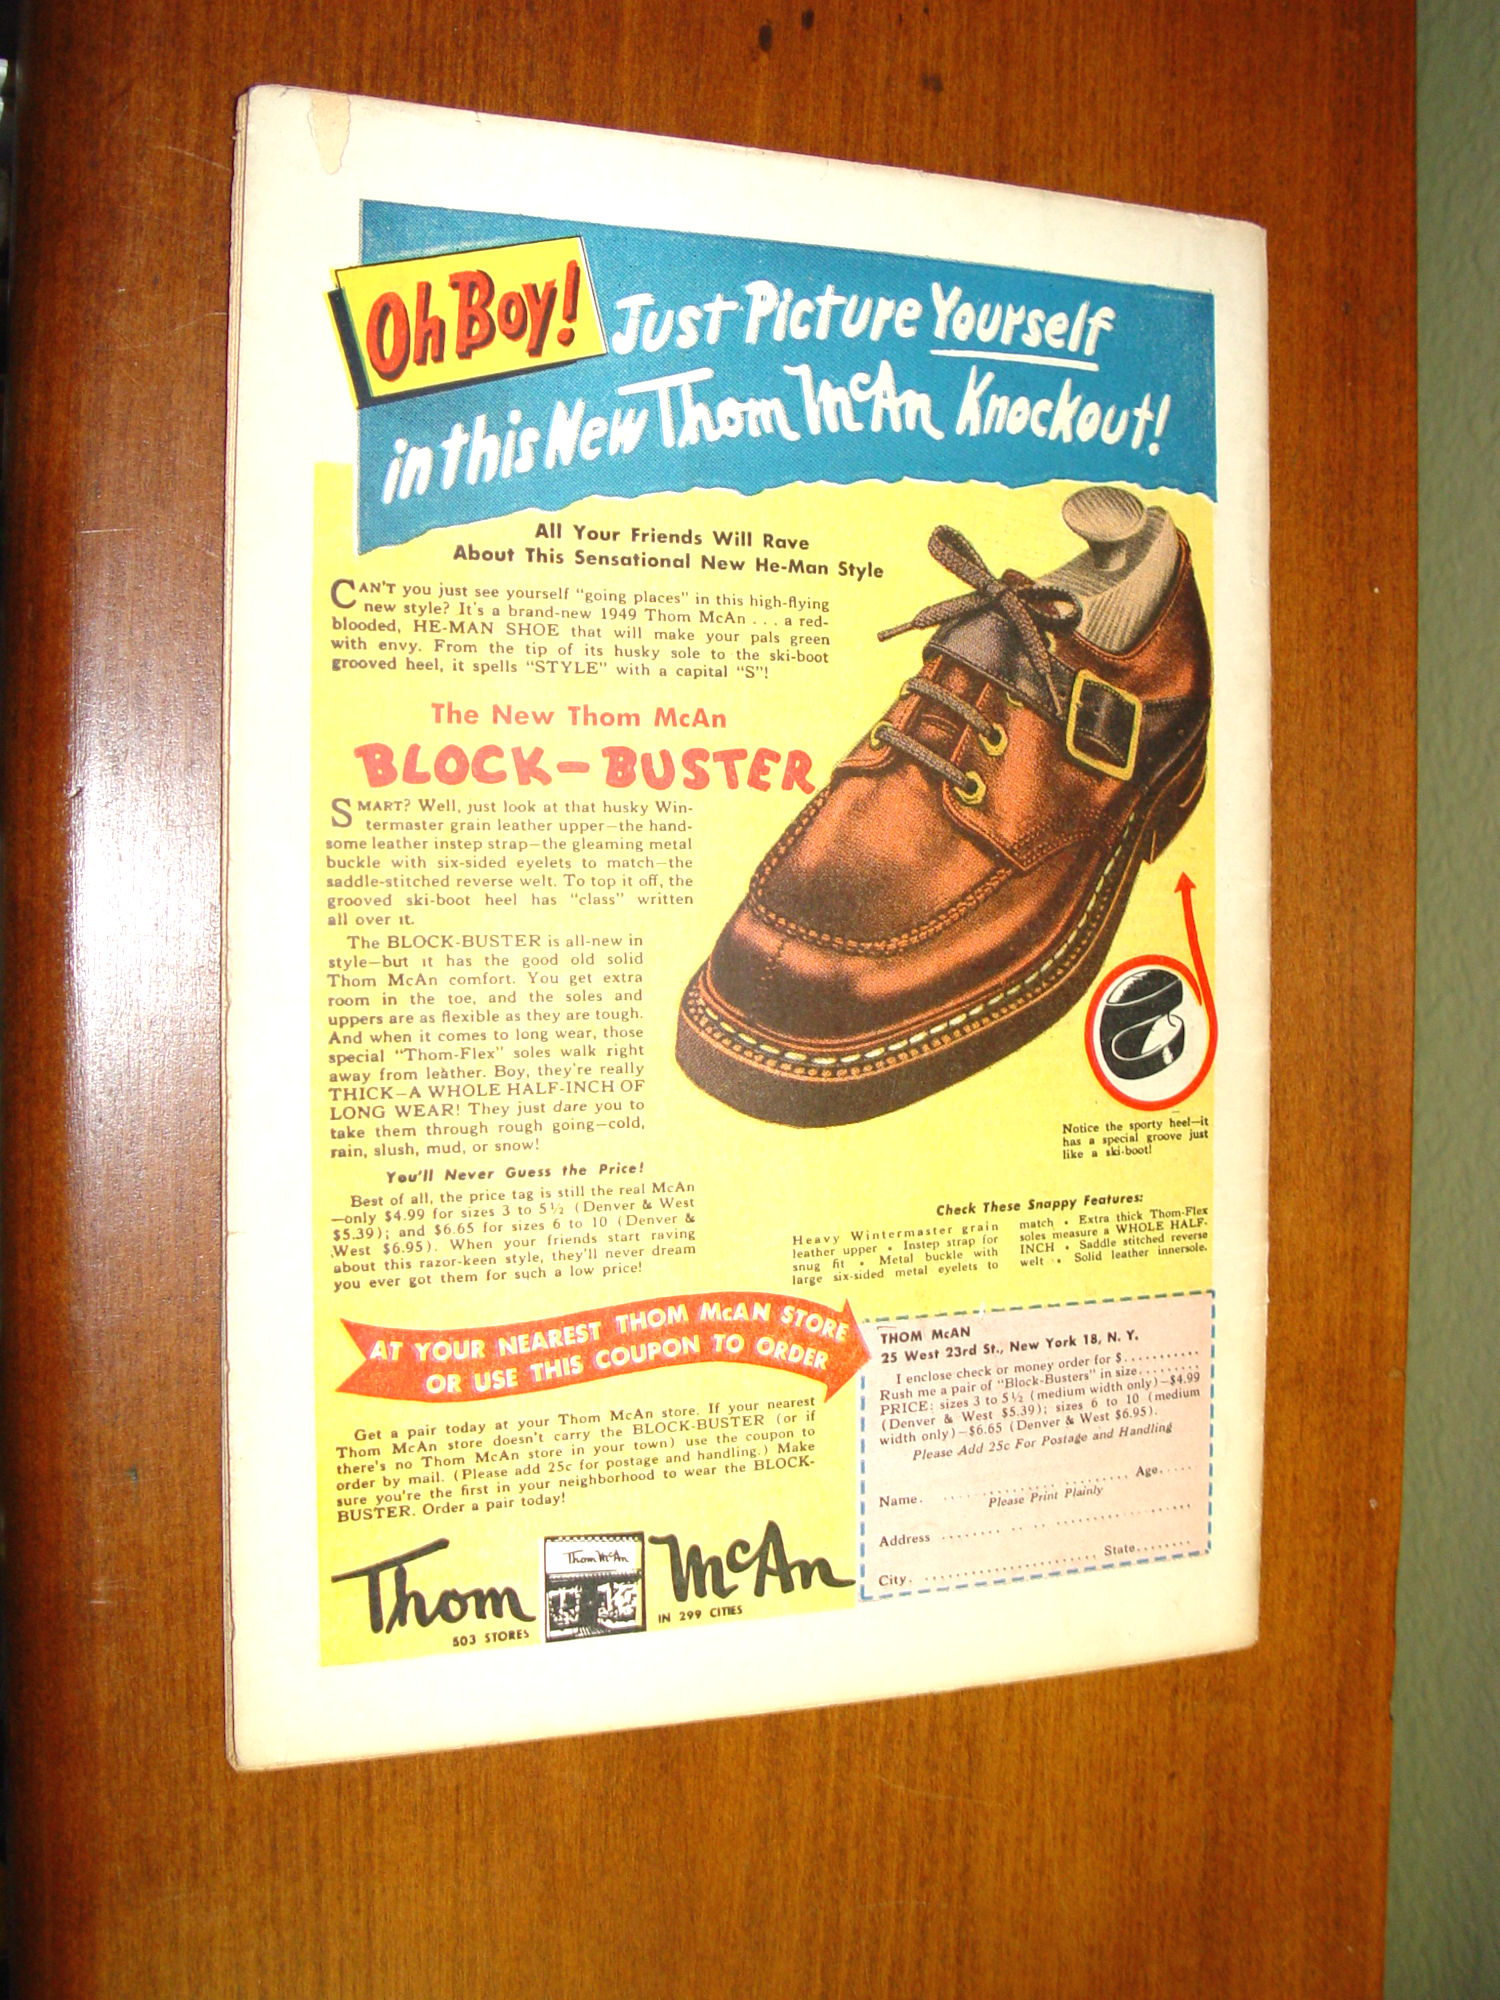 Oh Boy! Just Picture Yourself
in this New Thom McAn Knockout!
All Your Friends Will Rave
About This Sensational New He-Man Style
CAN'T you just see yourself "going places" in this high-flying
new style? It's a brand-new 1949 Thom McAn . . . a red-
blooded, HE-MAN SHOE that will make your pals green
with envy. From the tip of its husky sole to the ski-boot
grooved heel, it spells "STYLE" with a capital "S"!
The New Thom McAn
BLOCK-BUSTER
SMART? Well, just look at that husky Win-
termaster grain leather upper—the hand-
some leather instep strap—the gleaming metal
buckle with six-sided eyelets to match—the
saddle-stitched reverse welt. To top it off, the
grooved ski-boot heel has "class" written
all over it.
The BLOCK-BUSTER is all-new in
style—but it has the good old solid
Thom McAn comfort. You get extra
room in the toe, and the soles and
uppers are as flexible as they are tough.
And when it comes to long wear, those
special "Thom-Flex" soles walk right
away from leather. Boy, they're really
THICK—A WHOLE HALF-INCH OF
LONG WEAR! They just dare you to
take them through rough going—cold,
rain, slush, mud, or snow!
You'll Never Guess the Price!
Best of all, the price tag is still the real McAn
—only $4.99 for sizes 3 to 5½ (Denver & West
$5.39); and $6.65 for sizes 6 to 10 (Denver &
West $6.95). When your friends start raving
about this razor-keen style, they'll never dream
you ever got them for such a low price!
Notice the sporty heel—it
has a special groove just
like a ski-boot!
Check These Snappy Features:
Heavy Wintermaster grain
leather upper • Instep strap for
snug fit • Metal buckle with
large six-sided metal eyelets to
match • Extra thick Thom-Flex
soles measure a WHOLE HALF-
INCH • Saddle stitched reverse
welt • Solid leather innersole.
AT YOUR NEAREST THOM McAN STORE
OR USE THIS COUPON TO ORDER
Get a pair today at your Thom McAn store. If your nearest
Thom McAn store doesn't carry the BLOCK-BUSTER (or if
there's no Thom McAn store in your town) use the coupon to
order by mail. (Please add 25c for postage and handling.) Make
sure you're the first in your neighborhood to wear the BLOCK-
BUSTER. Order a pair today!
Thom McAn
Thom McAn
503 STORES IN 299 CITIES
THOM McAN
25 West 23rd St., New York 18, N. Y.
I enclose check or money order for $...........
Rush me a pair of "Block-Busters" in size.........
PRICE: sizes 3 to 5½ (medium width only)—$4.99
(Denver & West $5.39); sizes 6 to 10 (medium
width only)—$6.65 (Denver & West $6.95).
Please Add 25c For Postage and Handling
Name........................ Age.....
Please Print Plainly
Address ..............................
City........................ State........